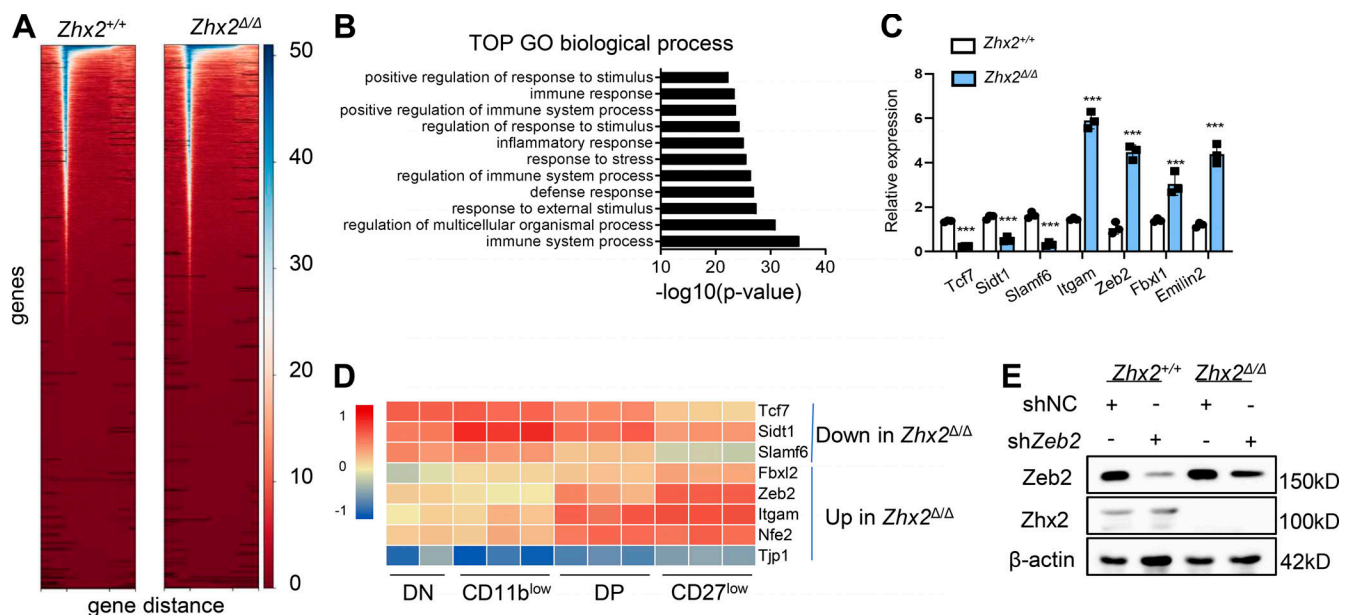 A
Zhx2+/+
Zhx2Δ/Δ
50
40
30
20
10
0
genes
gene distance
B
TOP GO biological process
positive regulation of response to stimulus
immune response
positive regulation of immune system process
regulation of response to stimulus
inflammatory response
response to stress
regulation of immune system process
defense response
response to external stimulus
regulation of multicellular organismal process
immune system process
10 20 30 40
-log10(p-value)
C
Zhx2+/+
Zhx2Δ/Δ
Relative expression
8
6
4
2
0
*** *** *** *** *** *** ***
Tcf7 Sidt1 Slamf6 Itgam Zeb2 Fbxl1 Emilin2
D
1
0
-1
Tcf7
Sidt1
Slamf6
Down in Zhx2Δ/Δ
Fbxl2
Zeb2
Itgam
Nfe2
Tjp1
Up in Zhx2Δ/Δ
DN CD11blow DP CD27low
E
Zhx2+/+ Zhx2Δ/Δ
shNC + - + -
shZeb2 - + - +
Zeb2 150kD
Zhx2 100kD
β-actin 42kD